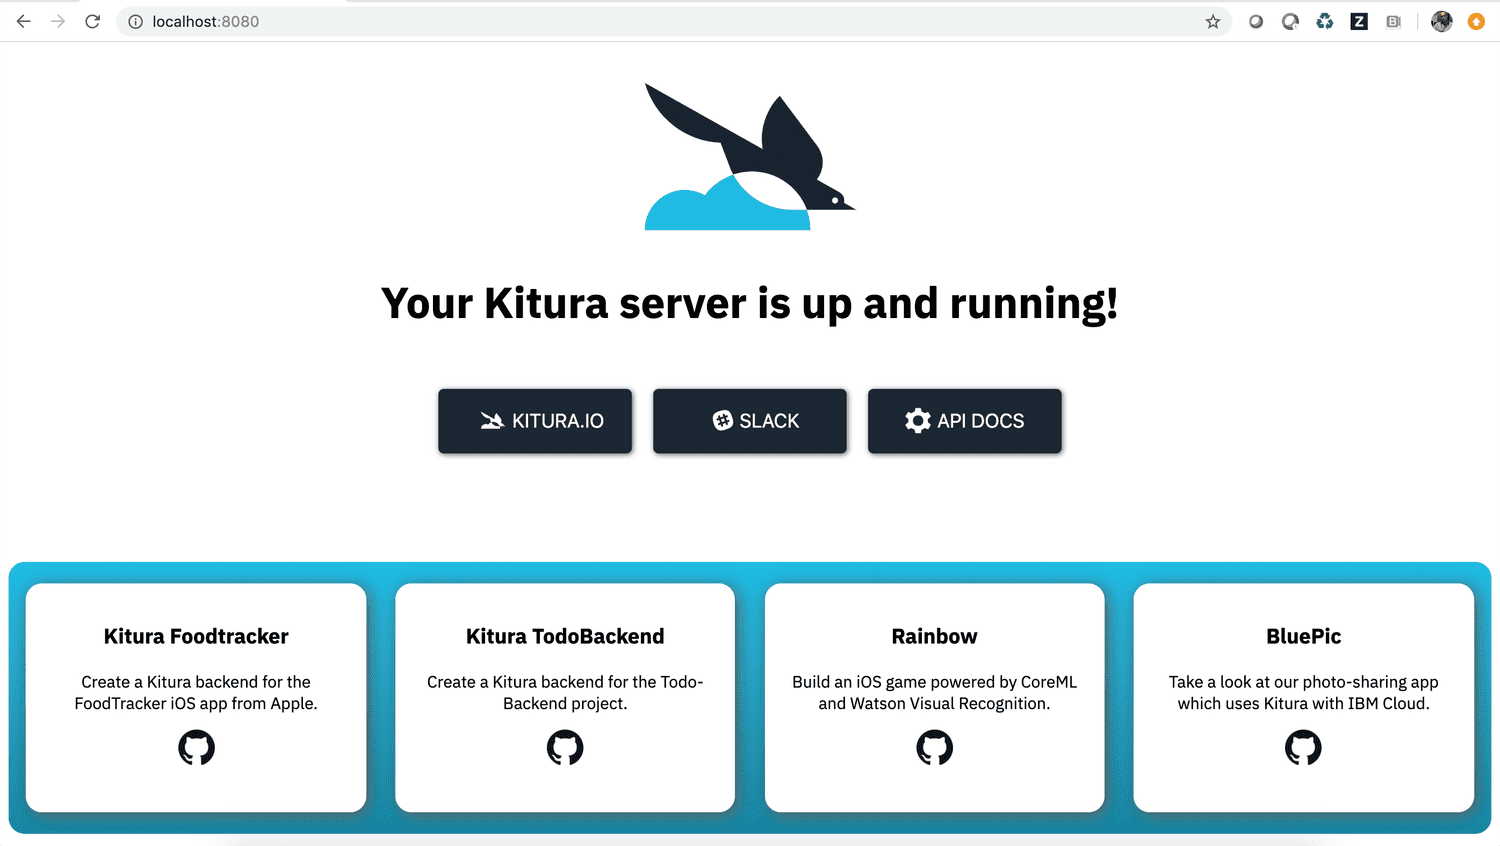 localhost:8080
Z
B
Your Kitura server is up and running!
KITURA.IO
SLACK
API DOCS
Kitura Foodtracker
Create a Kitura backend for the
FoodTracker iOS app from Apple.
Kitura TodoBackend
Create a Kitura backend for the Todo-
Backend project.
Rainbow
Build an iOS game powered by CoreML
and Watson Visual Recognition.
BluePic
Take a look at our photo-sharing app
which uses Kitura with IBM Cloud.